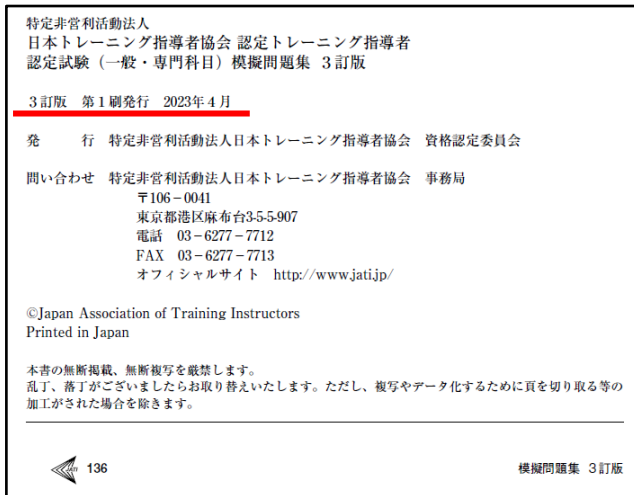 特定非営利活動法人
日本トレーニング指導者協会 認定トレーニング指導者
認定試験(一般・専門科目)模擬問題集 3訂版
3訂版 第1刷発行 2023年4月
発 行 特定非営利活動法人日本トレーニング指導者協会 資格認定委員会
問い合わせ 特定非営利活動法人日本トレーニング指導者協会 事務局
〒106-0041
東京都港区麻布台3-5-5-907
電話 03-6277-7712
FAX 03-6277-7713
オフィシャルサイト http://www.jati.jp/
©Japan Association of Training Instructors
Printed in Japan
本書の無断掲載、無断複写を厳禁します。
乱丁、落丁がございましたらお取り替えいたします。ただし、複写やデータ化するために頁を切り取る等の
加工がされた場合を除きます。
JATI 136 模擬問題集 3訂版